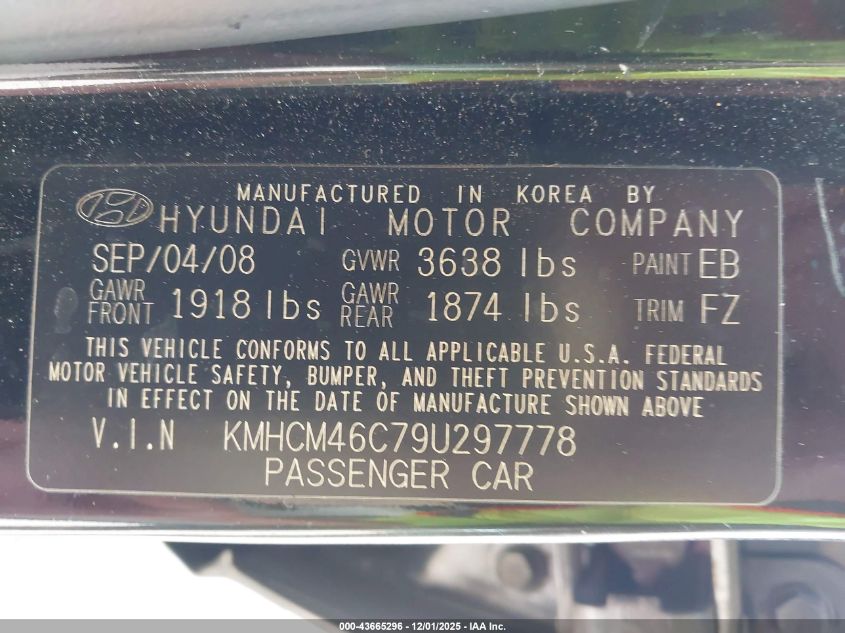 MANUFACTURED IN KOREA BY
HYUNDAI MOTOR COMPANY
SEP/04/08 GVWR 3638 lbs PAINT EB
GAWR FRONT 1918 lbs GAWR REAR 1874 lbs TRIM FZ
THIS VEHICLE CONFORMS TO ALL APPLICABLE U.S.A. FEDERAL
MOTOR VEHICLE SAFETY, BUMPER, AND THEFT PREVENTION STANDARDS
IN EFFECT ON THE DATE OF MANUFACTURE SHOWN ABOVE
V.I.N KMHCM46C79U297778
PASSENGER CAR
000-43665296 - 12/01/2025 - IAA Inc.